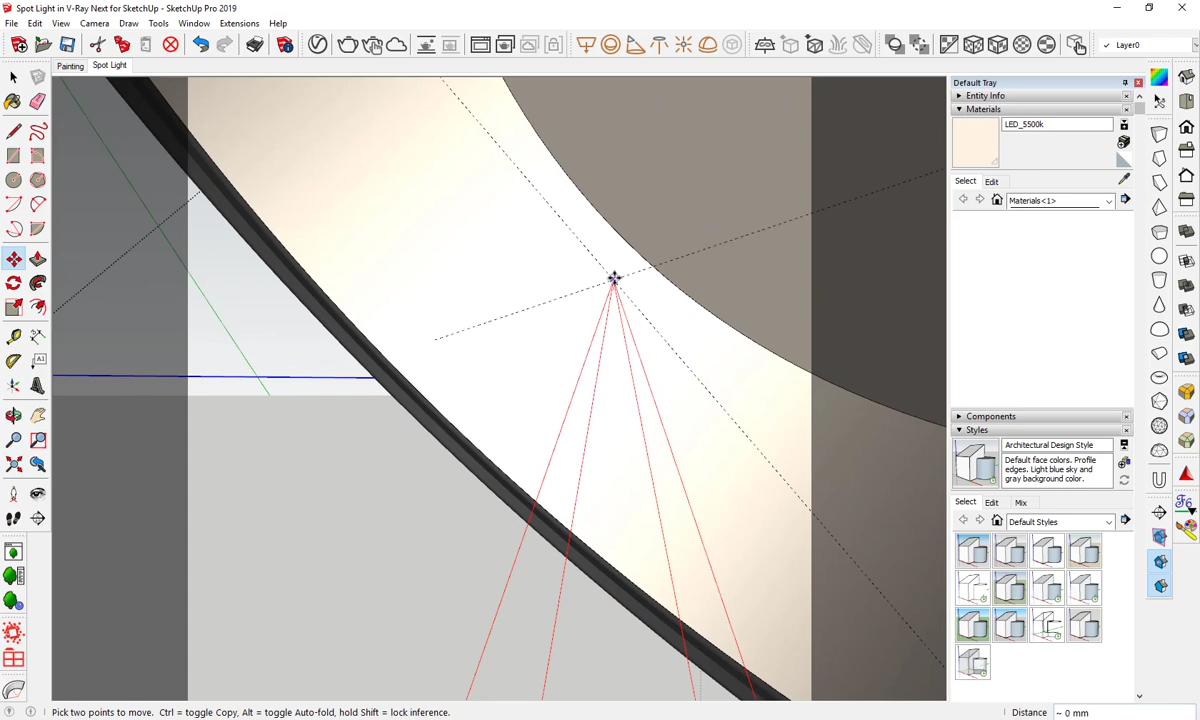 Spot Light in V-Ray Next for SketchUp - SketchUp Pro 2019
File Edit View Camera Draw Tools Window Extensions Help
Layer0
Painting Spot Light
Default Tray
Entity Info
Materials
LED_5500k
Select Edit
Materials<1>
Components
Styles
Architectural Design Style
Default face colors. Profile
edges. Light blue sky and
gray background color.
Select Edit Mix
Default Styles
Pick two points to move. Ctrl = toggle Copy, Alt = toggle Auto-fold, hold Shift = lock inference.
Distance ~ 0 mm